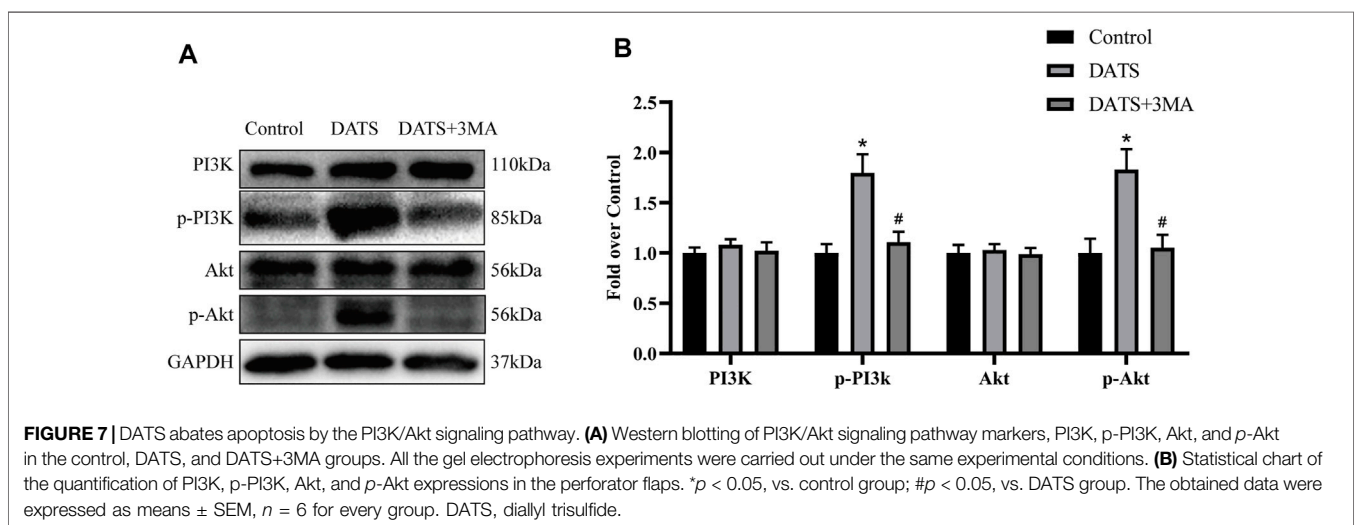 A
Control DATS DATS+3MA
PI3K 110kDa
p-PI3K 85kDa
Akt 56kDa
p-Akt 56kDa
GAPDH 37kDa
B
Control
DATS
DATS+3MA
Fold over Control
2.5
2.0
1.5
1.0
0.5
0.0
* # * #
PI3K p-PI3k Akt p-Akt
FIGURE 7 | DATS abates apoptosis by the PI3K/Akt signaling pathway. (A) Western blotting of PI3K/Akt signaling pathway markers, PI3K, p-PI3K, Akt, and p-Akt
in the control, DATS, and DATS+3MA groups. All the gel electrophoresis experiments were carried out under the same experimental conditions. (B) Statistical chart of
the quantification of PI3K, p-PI3K, Akt, and p-Akt expressions in the perforator flaps. *p < 0.05, vs. control group; #p < 0.05, vs. DATS group. The obtained data were
expressed as means ± SEM, n = 6 for every group. DATS, diallyl trisulfide.